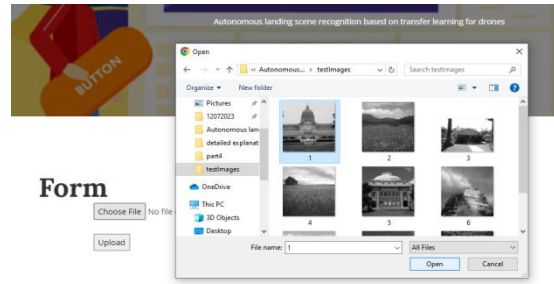 Autonomous landing scene recognition based on transfer learning for drones
BUTTON
Open
« Autonomous... > testImages
Search testImages
Organize
New folder
Pictures
12072023
Autonomous lan
detailed explanat
part4
testImages
OneDrive
This PC
3D Objects
Desktop
1
2
3
4
5
6
File name: 1
All Files
Open
Cancel
Form
Choose File No file
Upload